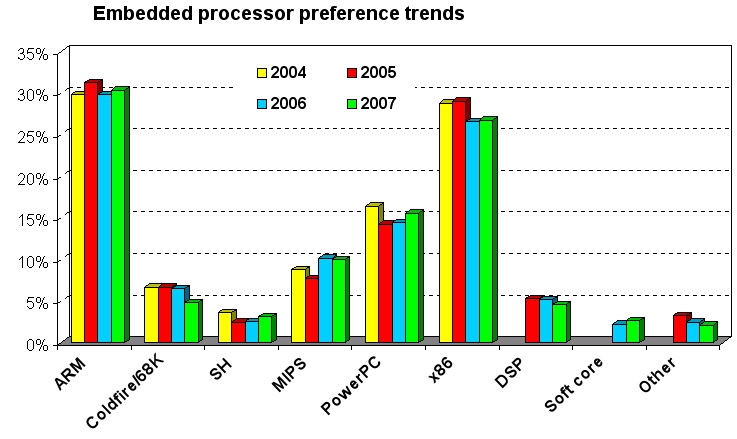 Embedded processor preference trends
2004 2005
2006 2007
35%
30%
25%
20%
15%
10%
5%
0%
ARM
Coldfire/68K
SH
MIPS
PowerPC
x86
DSP
Soft core
Other